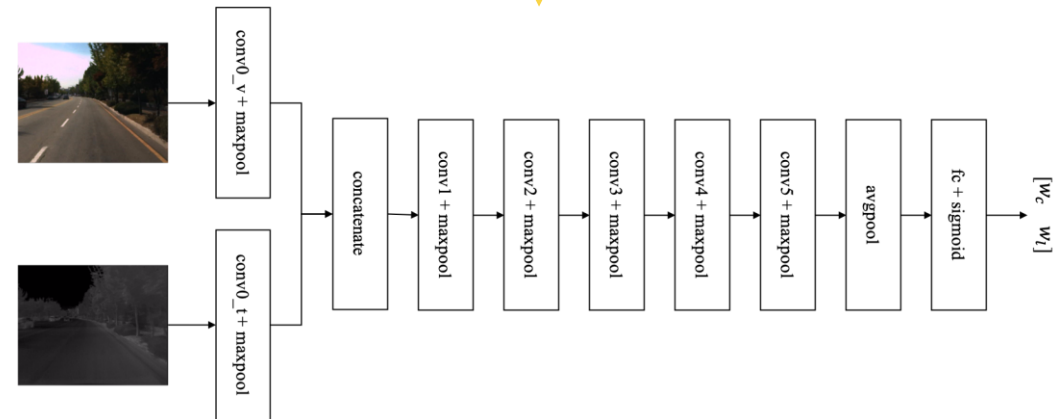 conv0_v + maxpool
conv0_t + maxpool
concatenate
conv1 + maxpool
conv2 + maxpool
conv3 + maxpool
conv4 + maxpool
conv5 + maxpool
avgpool
fc + sigmoid
[w_c w_l]